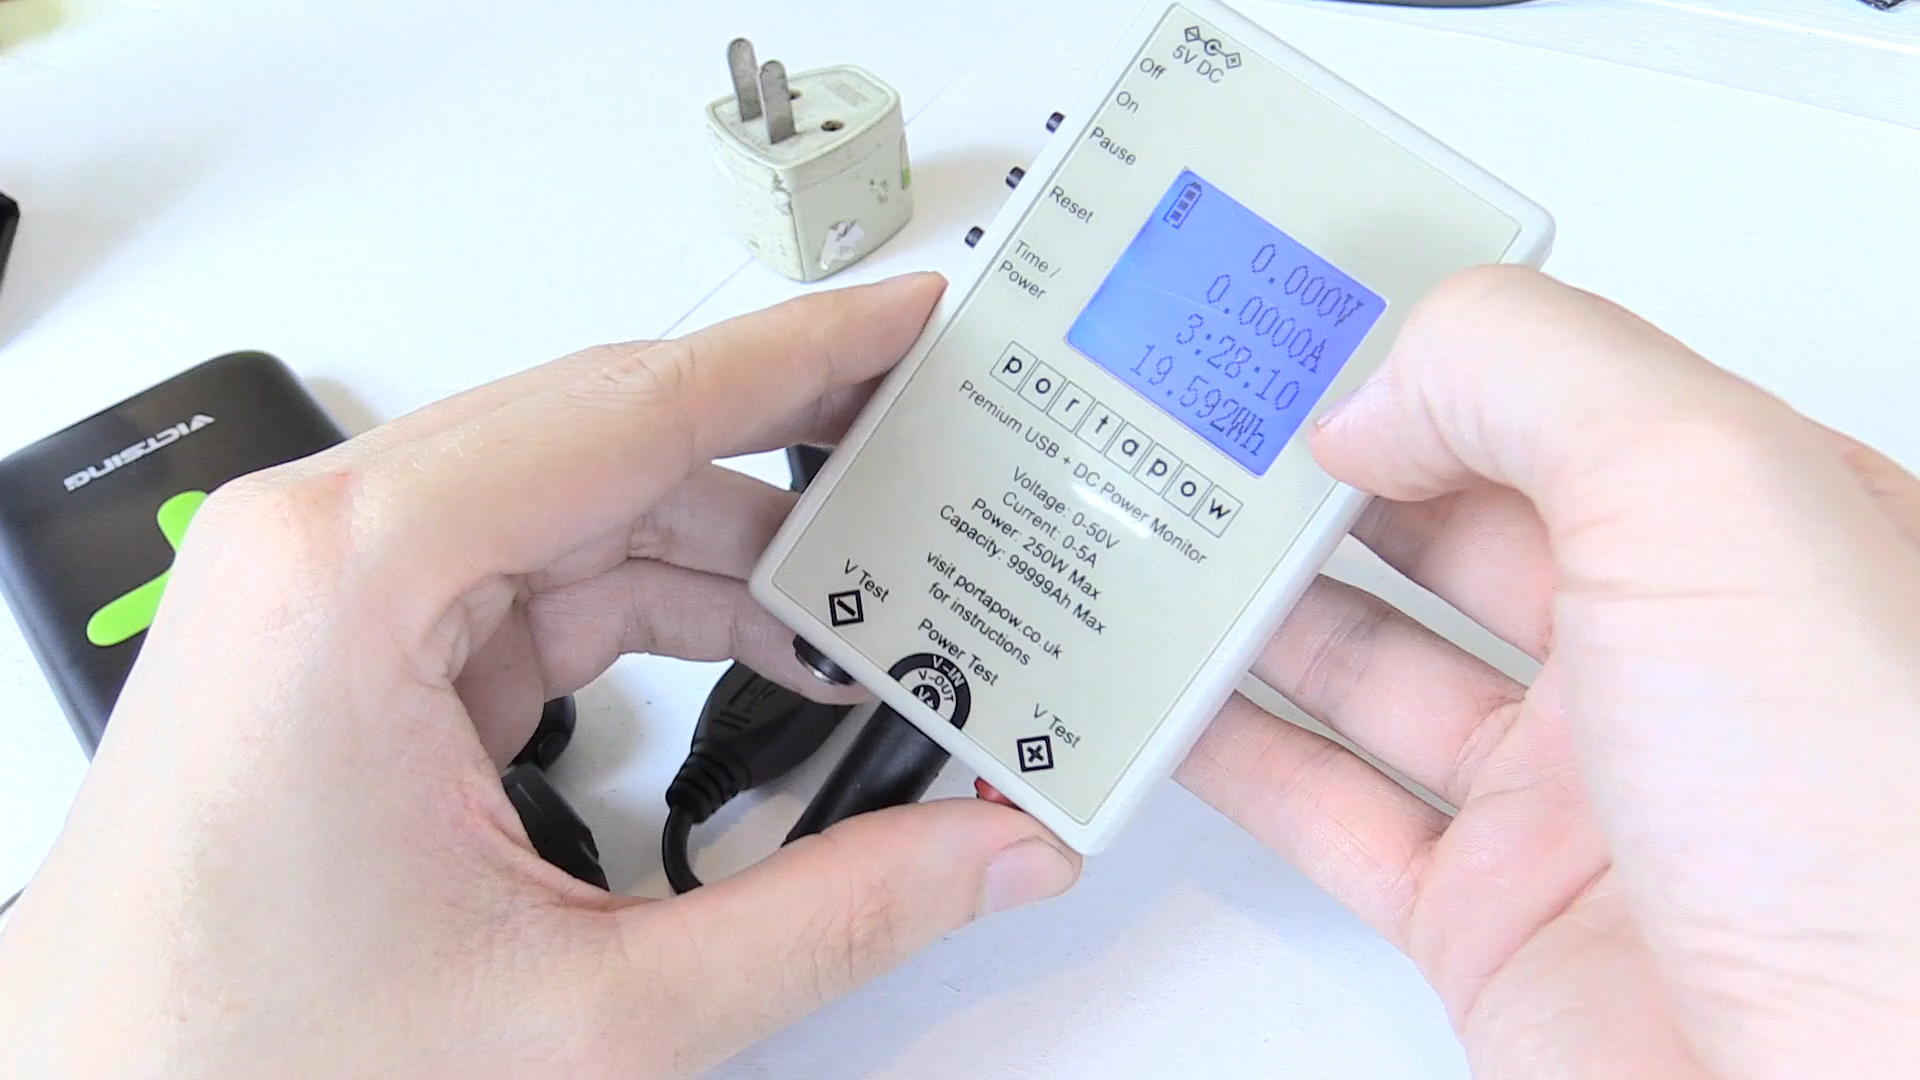 5V DC
Off
On
Pause
Reset
Time /
Power
0.000V
0.0000A
3:28:10
19.592Wh
portapow
Premium USB + DC Power Monitor
Voltage: 0-50V
Current: 0-5A
Power: 250W Max
Capacity: 99999Ah Max
visit portapow.co.uk
for instructions
V Test
Power Test
V-IN
V-OUT
V+
V Test
VICTSING